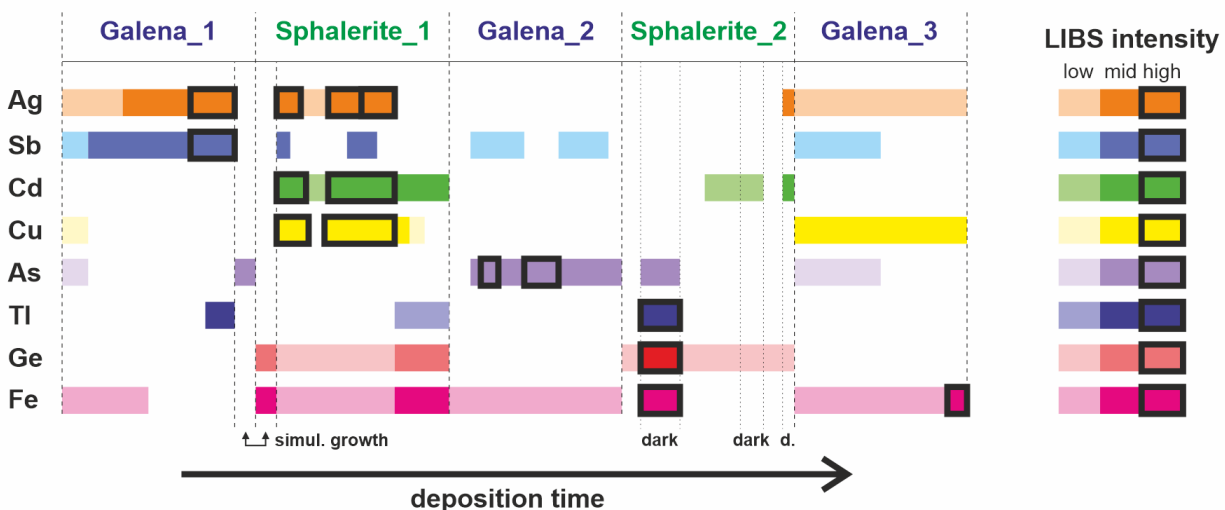 Galena_1 Sphalerite_1 Galena_2 Sphalerite_2 Galena_3
LIBS intensity
low mid high
Ag
Sb
Cd
Cu
As
Tl
Ge
Fe
simul. growth dark dark d.
deposition time